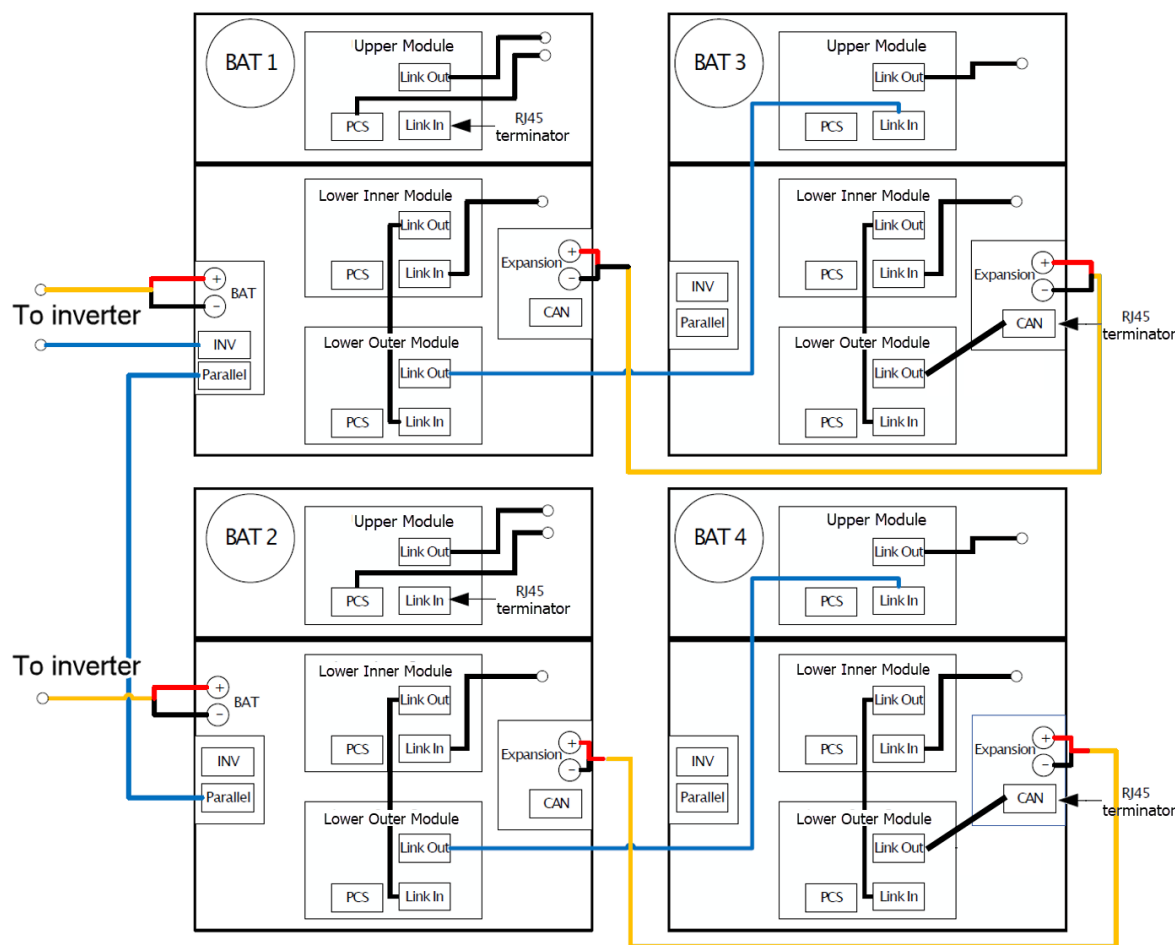 BAT 1
Upper Module
Link Out
PCS
Link In
RJ45
terminator
Lower Inner Module
Link Out
PCS
Link In
Expansion
+
−
CAN
+
BAT
−
To inverter
INV
Parallel
Lower Outer Module
Link Out
PCS
Link In
BAT 3
Upper Module
Link Out
PCS
Link In
Lower Inner Module
Link Out
PCS
Link In
INV
Parallel
Expansion
+
−
CAN
RJ45
terminator
Lower Outer Module
Link Out
PCS
Link In
BAT 2
Upper Module
Link Out
PCS
Link In
RJ45
terminator
To inverter
+
BAT
−
Lower Inner Module
Link Out
PCS
Link In
Expansion
+
−
CAN
INV
Parallel
Lower Outer Module
Link Out
PCS
Link In
BAT 4
Upper Module
Link Out
PCS
Link In
Lower Inner Module
Link Out
PCS
Link In
INV
Parallel
Expansion
+
−
CAN
RJ45
terminator
Lower Outer Module
Link Out
PCS
Link In